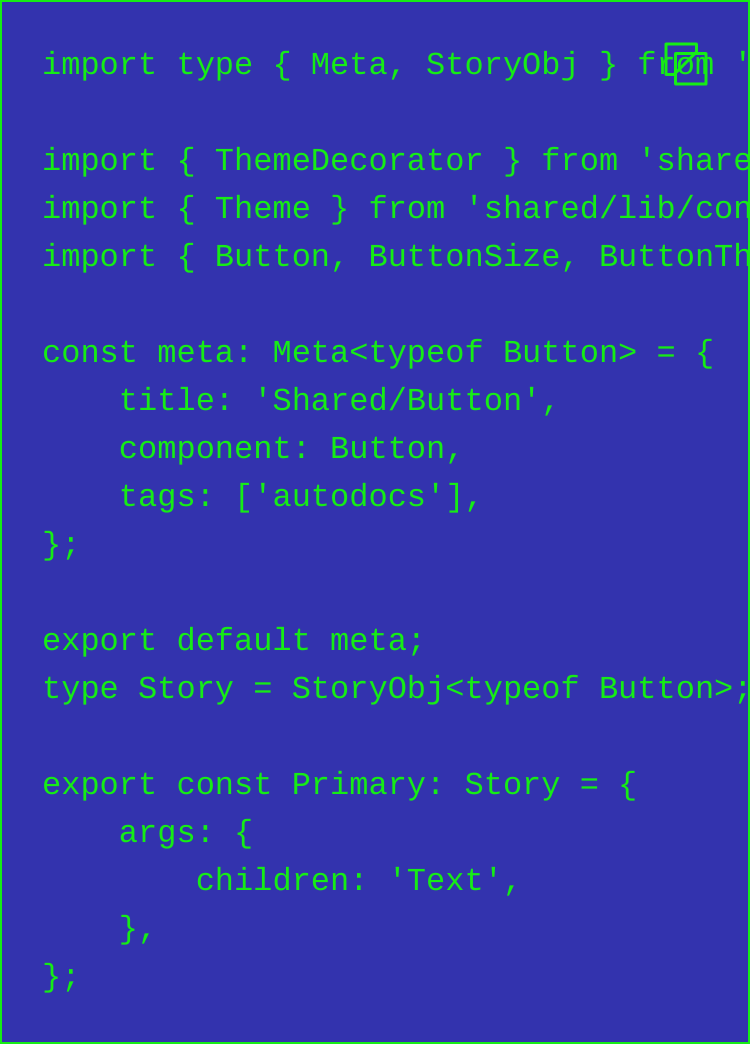 import type { Meta, StoryObj } from '

import { ThemeDecorator } from 'share
import { Theme } from 'shared/lib/con
import { Button, ButtonSize, ButtonTh

const meta: Meta<typeof Button> = {
    title: 'Shared/Button',
    component: Button,
    tags: ['autodocs'],
};

export default meta;
type Story = StoryObj<typeof Button>;

export const Primary: Story = {
    args: {
        children: 'Text',
    },
};